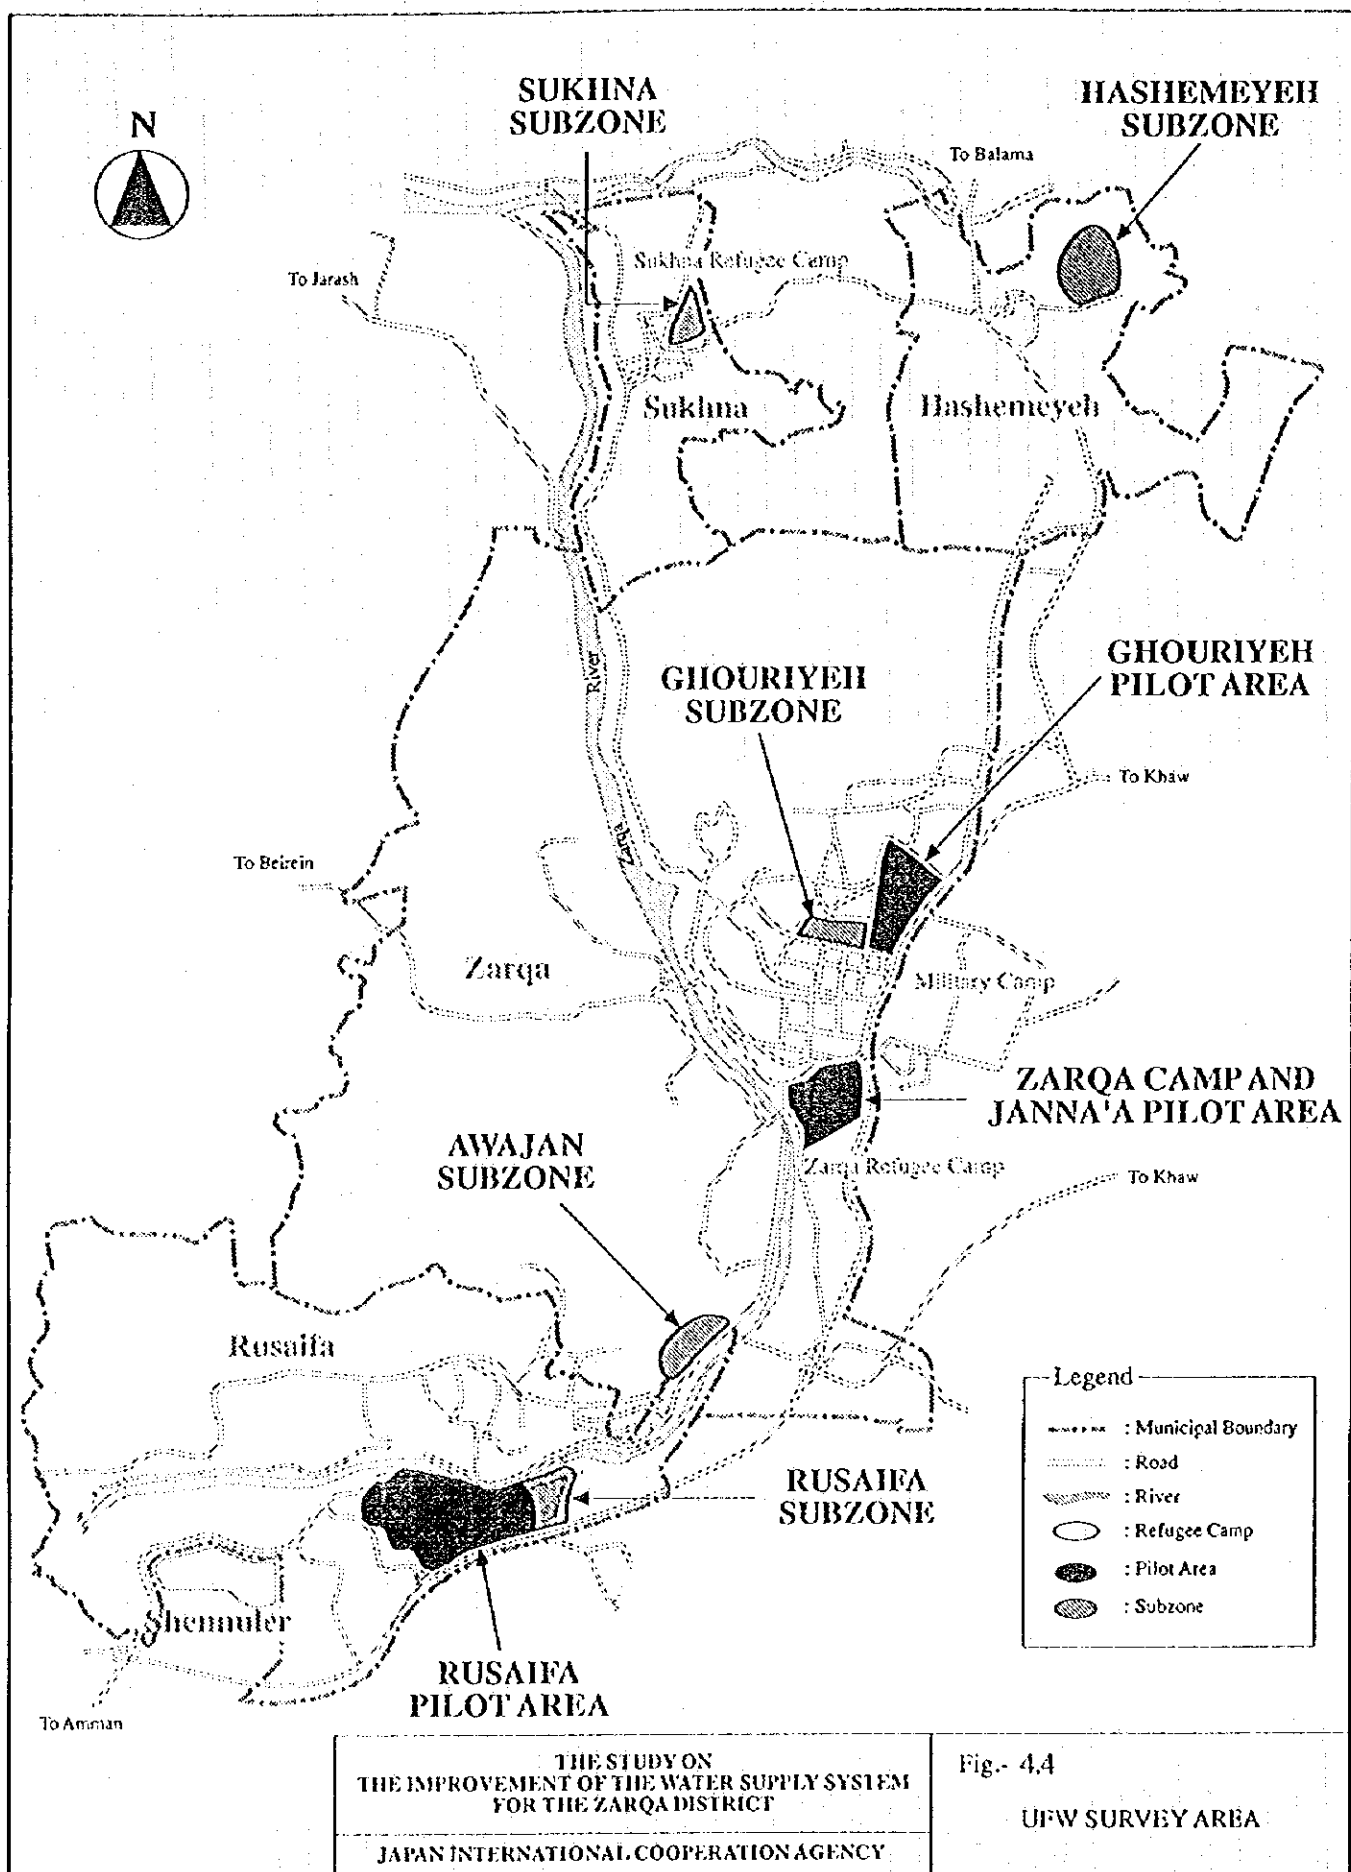 SUKHNA
SUBZONE
HASHEMEYEH
SUBZONE
N
To Balama
Sukhna Refugee Camp
To Jarash
Sukhna
Hashemeyeh
River
GHOURIYEH
SUBZONE
GHOURIYEH
PILOT AREA
To Khaw
Zarqa
To Beirein
Zarqa
Military Camp
ZARQA CAMP AND
JANNA'A PILOT AREA
AWAJAN
SUBZONE
Zarqa Refugee Camp
To Khaw
Rusaifa
Legend
: Municipal Boundary
: Road
: River
: Refugee Camp
: Pilot Area
: Subzone
RUSAIFA
SUBZONE
Shennuler
RUSAIFA
PILOT AREA
To Amman
THE STUDY ON
THE IMPROVEMENT OF THE WATER SUPPLY SYSTEM
FOR THE ZARQA DISTRICT
JAPAN INTERNATIONAL COOPERATION AGENCY
Fig.- 4.4
UFW SURVEY AREA